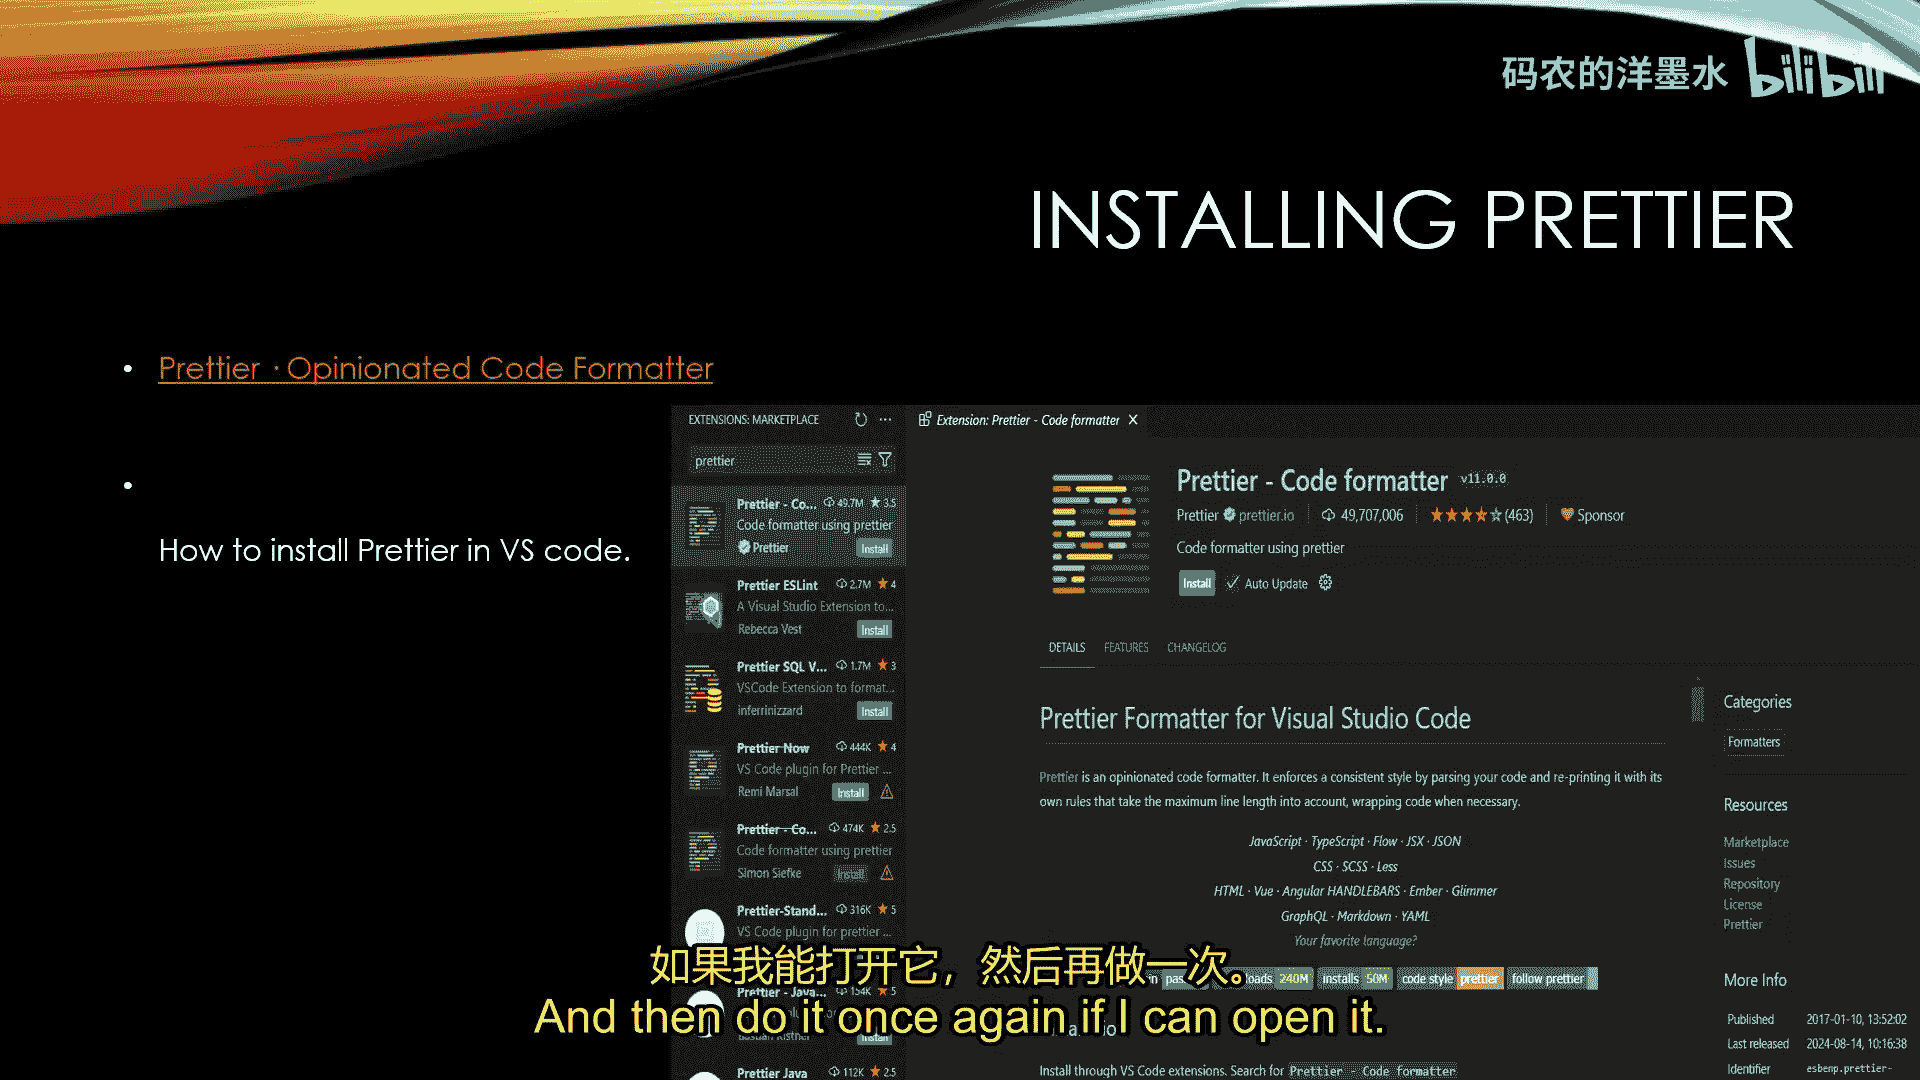 码农的洋墨水 bilibili
INSTALLING PRETTIER
• Prettier · Opinionated Code Formatter
•
How to install Prettier in VS code.
EXTENSIONS: MARKETPLACE
prettier
Prettier - Co... 49.7M ★ 3.5
Code formatter using prettier
Prettier Install
Prettier ESLint 2.7M ★ 4
A Visual Studio Extension to...
Rebecca Vest Install
Prettier SQL V... 1.7M ★ 3
VSCode Extension to format...
inferrinizzard Install
Prettier Now 444K ★ 4
VS Code plugin for Prettier ...
Remi Marsal Install
Prettier - Co... 474K ★ 2.5
Code formatter using prettier
Simon Siefke Install
Prettier-Stand... 316K ★ 5
VS Code plugin for prettier ...
Prettier - Java... 154K ★ 5
Install
Prettier Java 112K ★ 2.5
Extension: Prettier - Code formatter
Prettier - Code formatter v11.0.0
Prettier prettier.io 49,707,006 (463) Sponsor
Code formatter using prettier
Install Auto Update
DETAILS FEATURES CHANGELOG
Prettier Formatter for Visual Studio Code
Prettier is an opinionated code formatter. It enforces a consistent style by parsing your code and re-printing it with its
own rules that take the maximum line length into account, wrapping code when necessary.
JavaScript · TypeScript · Flow · JSX · JSON
CSS · SCSS · Less
HTML · Vue · Angular HANDLEBARS · Ember · Glimmer
GraphQL · Markdown · YAML
Your favorite language?
240M installs 50M code style prettier follow prettier
Install through VS Code extensions. Search for Prettier - Code formatter
Categories
Formatters
Resources
Marketplace
Issues
Repository
License
Prettier
More Info
Published 2017-01-10, 13:52:02
Last released 2024-08-14, 10:16:38
Identifier esbenp.prettier-
如果我能打开它，然后再做一次。
And then do it once again if I can open it.